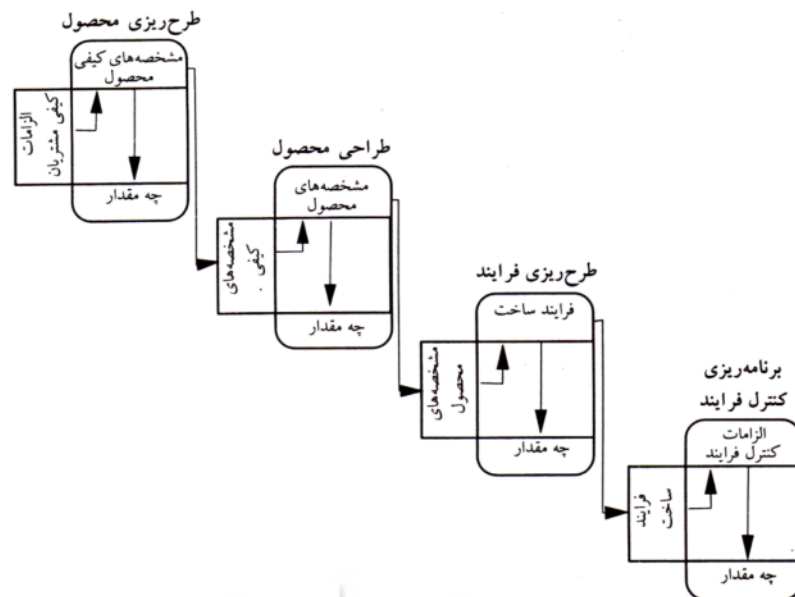 طرح‌ریزی محصول
مشخصه‌های کیفی
محصول
الزامات
کیفی مشتریان
چه مقدار
طراحی محصول
مشخصه‌های
محصول
مشخصه‌های
کیفی
چه مقدار
طرح‌ریزی فرایند
فرایند ساخت
مشخصه‌های
محصول
چه مقدار
برنامه‌ریزی
کنترل فرایند
الزامات
کنترل فرایند
فرایند
ساخت
چه مقدار